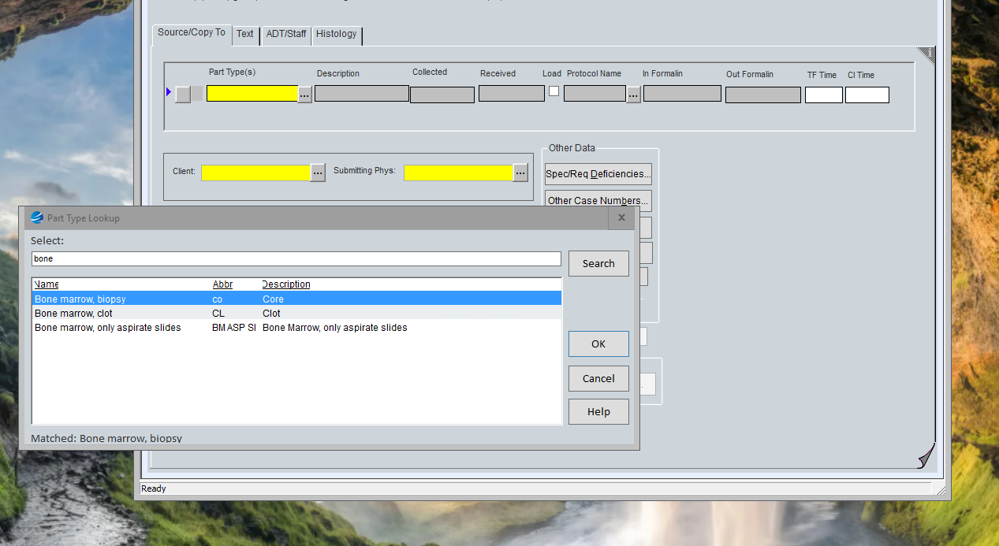 Source/Copy To Text ADT/Staff Histology
Part Type(s) Description Collected Received Load Protocol Name In Formalin Out Formalin TF Time CI Time
... ...
Client: ... Submitting Phys: ...
Other Data
Spec/Req Deficiencies...
Other Case Numbers...
Part Type Lookup
Select:
bone
Search
Name Abbr Description
Bone marrow, biopsy co Core
Bone marrow, clot CL Clot
Bone marrow, only aspirate slides BM ASP Sl Bone Marrow, only aspirate slides
OK
Cancel
Help
Matched: Bone marrow, biopsy
Ready